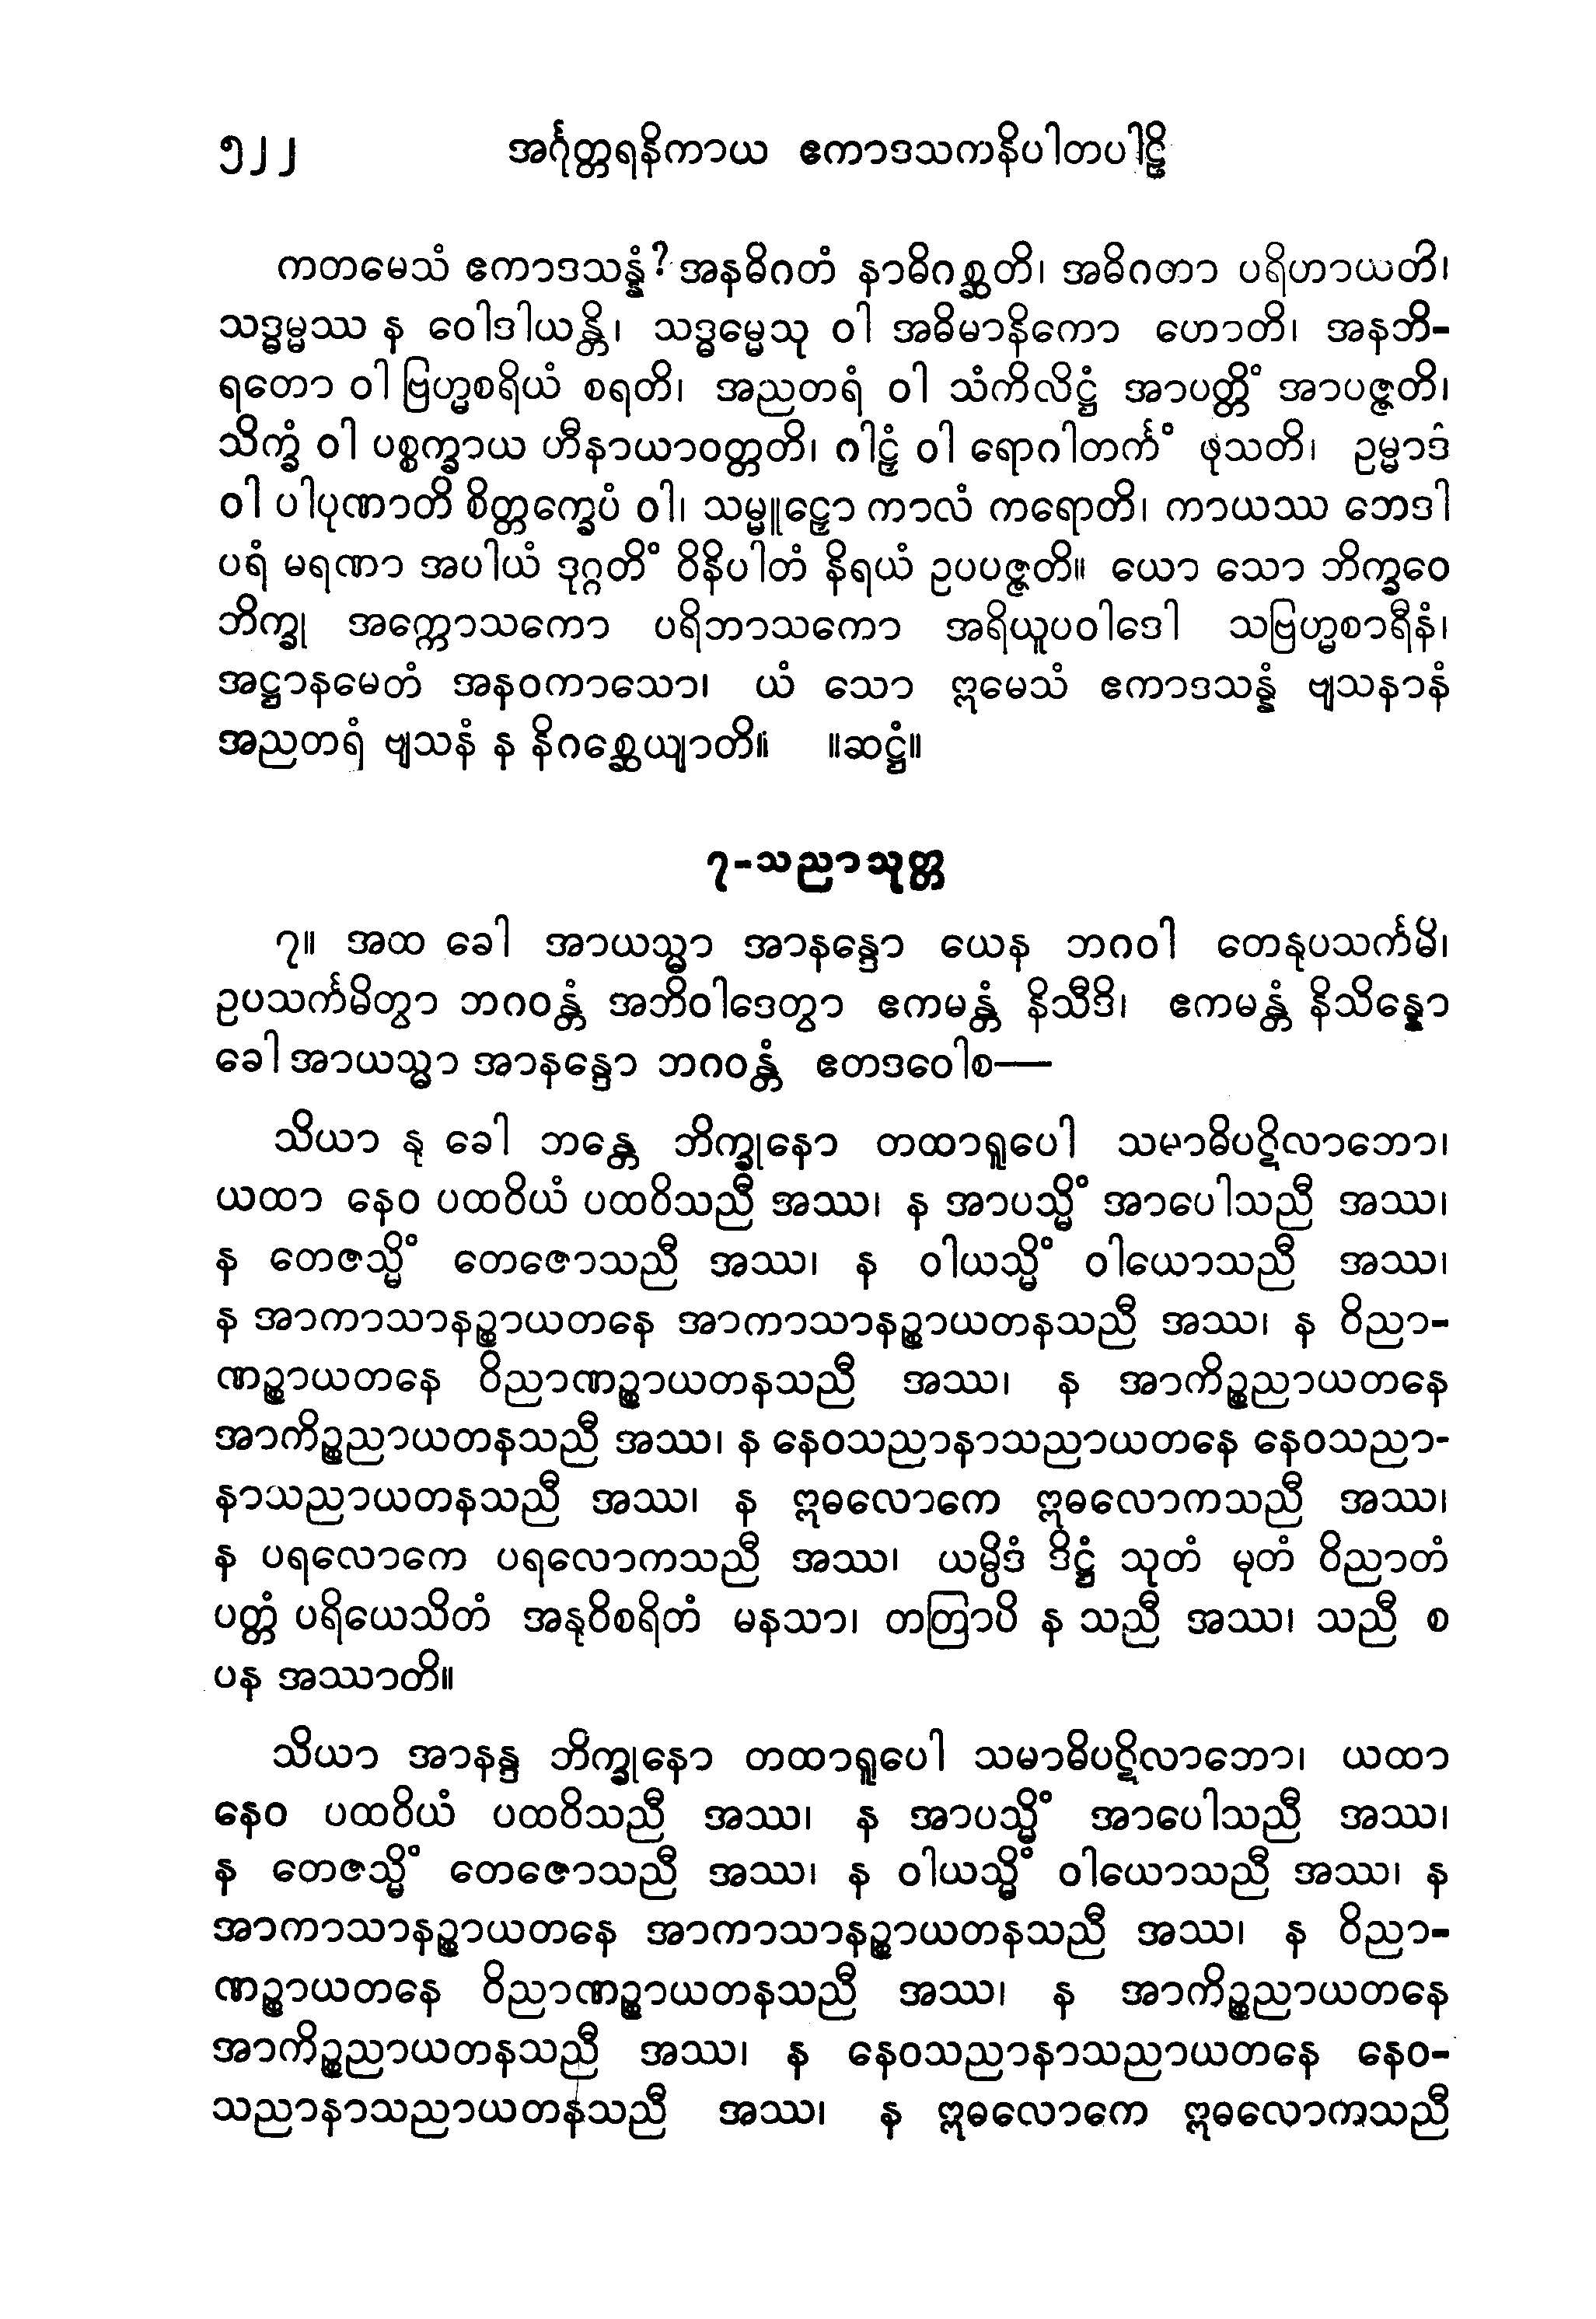 ၅၂၂ အင်္ဂုတ္တရနိကာယ ဧကာဒသကနိပါတပါဠိ
ကတမေသံ ဧကာဒသန္နံ? အနဓိဂတံ နာဓိဂစ္ဆတိ၊ အဓိဂတာ ပရိဟာယတိ၊
သဒ္ဓမ္မဿ န ဝေါဒါယန္တိ၊ သဒ္ဓမ္မေသု ဝါ အဓိမာနိကော ဟောတိ၊ အနဘိ-
ရတော ဝါ ဗြဟ္မစရိယံ စရတိ၊ အညတရံ ဝါ သံကိလိဋ္ဌံ အာပတ္တိံ အာပဇ္ဇတိ၊
သိက္ခံ ဝါ ပစ္စက္ခာယ ဟီနာယာဝတ္တတိ၊ ဂါဠှံ ဝါ ရောဂါတင်္ကံ ဖုသတိ၊ ဥမ္မာဒံ
ဝါ ပါပုဏာတိ စိတ္တက္ခေပံ ဝါ၊ သမ္မူဠှော ကာလံ ကရောတိ၊ ကာယဿ ဘေဒါ
ပရံ မရဏာ အပါယံ ဒုဂ္ဂတိံ ဝိနိပါတံ နိရယံ ဥပပဇ္ဇတိ။ ယော သော ဘိက္ခဝေ
ဘိက္ခု အက္ကောသကော ပရိဘာသကော အရိယူပဝါဒေါ သဗြဟ္မစာရီနံ၊
အဋ္ဌာနမေတံ အနဝကာသော၊ ယံ သော ဣမေသံ ဧကာဒသန္နံ ဗျသနာနံ
အညတရံ ဗျသနံ န နိဂစ္ဆေယျာတိ။ ။ဆဋ္ဌံ။
၇-သညာသုတ္တ
၇။ အထ ခေါ အာယသ္မာ အာနန္ဒော ယေန ဘဂဝါ တေနုပသင်္ကမိ၊
ဥပသင်္ကမိတွာ ဘဂဝန္တံ အဘိဝါဒေတွာ ဧကမန္တံ နိသီဒိ၊ ဧကမန္တံ နိသိန္နော
ခေါ အာယသ္မာ အာနန္ဒော ဘဂဝန္တံ ဧတဒဝေါစ—
သိယာ နု ခေါ ဘန္တေ ဘိက္ခုနော တထာရူပေါ သမာဓိပဋိလာဘော၊
ယထာ နေဝ ပထဝိယံ ပထဝိသညီ အဿ၊ န အာပသ္မိံ အာပေါသညီ အဿ၊
န တေဇသ္မိံ တေဇောသညီ အဿ၊ န ဝါယသ္မိံ ဝါယောသညီ အဿ၊
န အာကာသာနဉ္စာယတနေ အာကာသာနဉ္စာယတနသညီ အဿ၊ န ဝိညာ-
ဏဉ္စာယတနေ ဝိညာဏဉ္စာယတနသညီ အဿ၊ န အာကိဉ္စညာယတနေ
အာကိဉ္စညာယတနသညီ အဿ၊ န နေဝသညာနာသညာယတနေ နေဝသညာ-
နာသညာယတနသညီ အဿ၊ န ဣဓလောကေ ဣဓလောကသညီ အဿ၊
န ပရလောကေ ပရလောကသညီ အဿ၊ ယမ္ပိဒံ ဒိဋ္ဌံ သုတံ မုတံ ဝိညာတံ
ပတ္တံ ပရိယေသိတံ အနုဝိစရိတံ မနသာ၊ တတြာပိ န သညီ အဿ၊ သညီ စ
ပန အဿာတိ။
သိယာ အာနန္ဒ ဘိက္ခုနော တထာရူပေါ သမာဓိပဋိလာဘော၊ ယထာ
နေဝ ပထဝိယံ ပထဝိသညီ အဿ၊ န အာပသ္မိံ အာပေါသညီ အဿ၊
န တေဇသ္မိံ တေဇောသညီ အဿ၊ န ဝါယသ္မိံ ဝါယောသညီ အဿ၊ န
အာကာသာနဉ္စာယတနေ အာကာသာနဉ္စာယတနသညီ အဿ၊ န ဝိညာ-
ဏဉ္စာယတနေ ဝိညာဏဉ္စာယတနသညီ အဿ၊ န အာကိဉ္စညာယတနေ
အာကိဉ္စညာယတနသညီ အဿ၊ န နေဝသညာနာသညာယတနေ နေဝ-
သညာနာသညာယတနသညီ အဿ၊ န ဣဓလောကေ ဣဓလောကသညီ